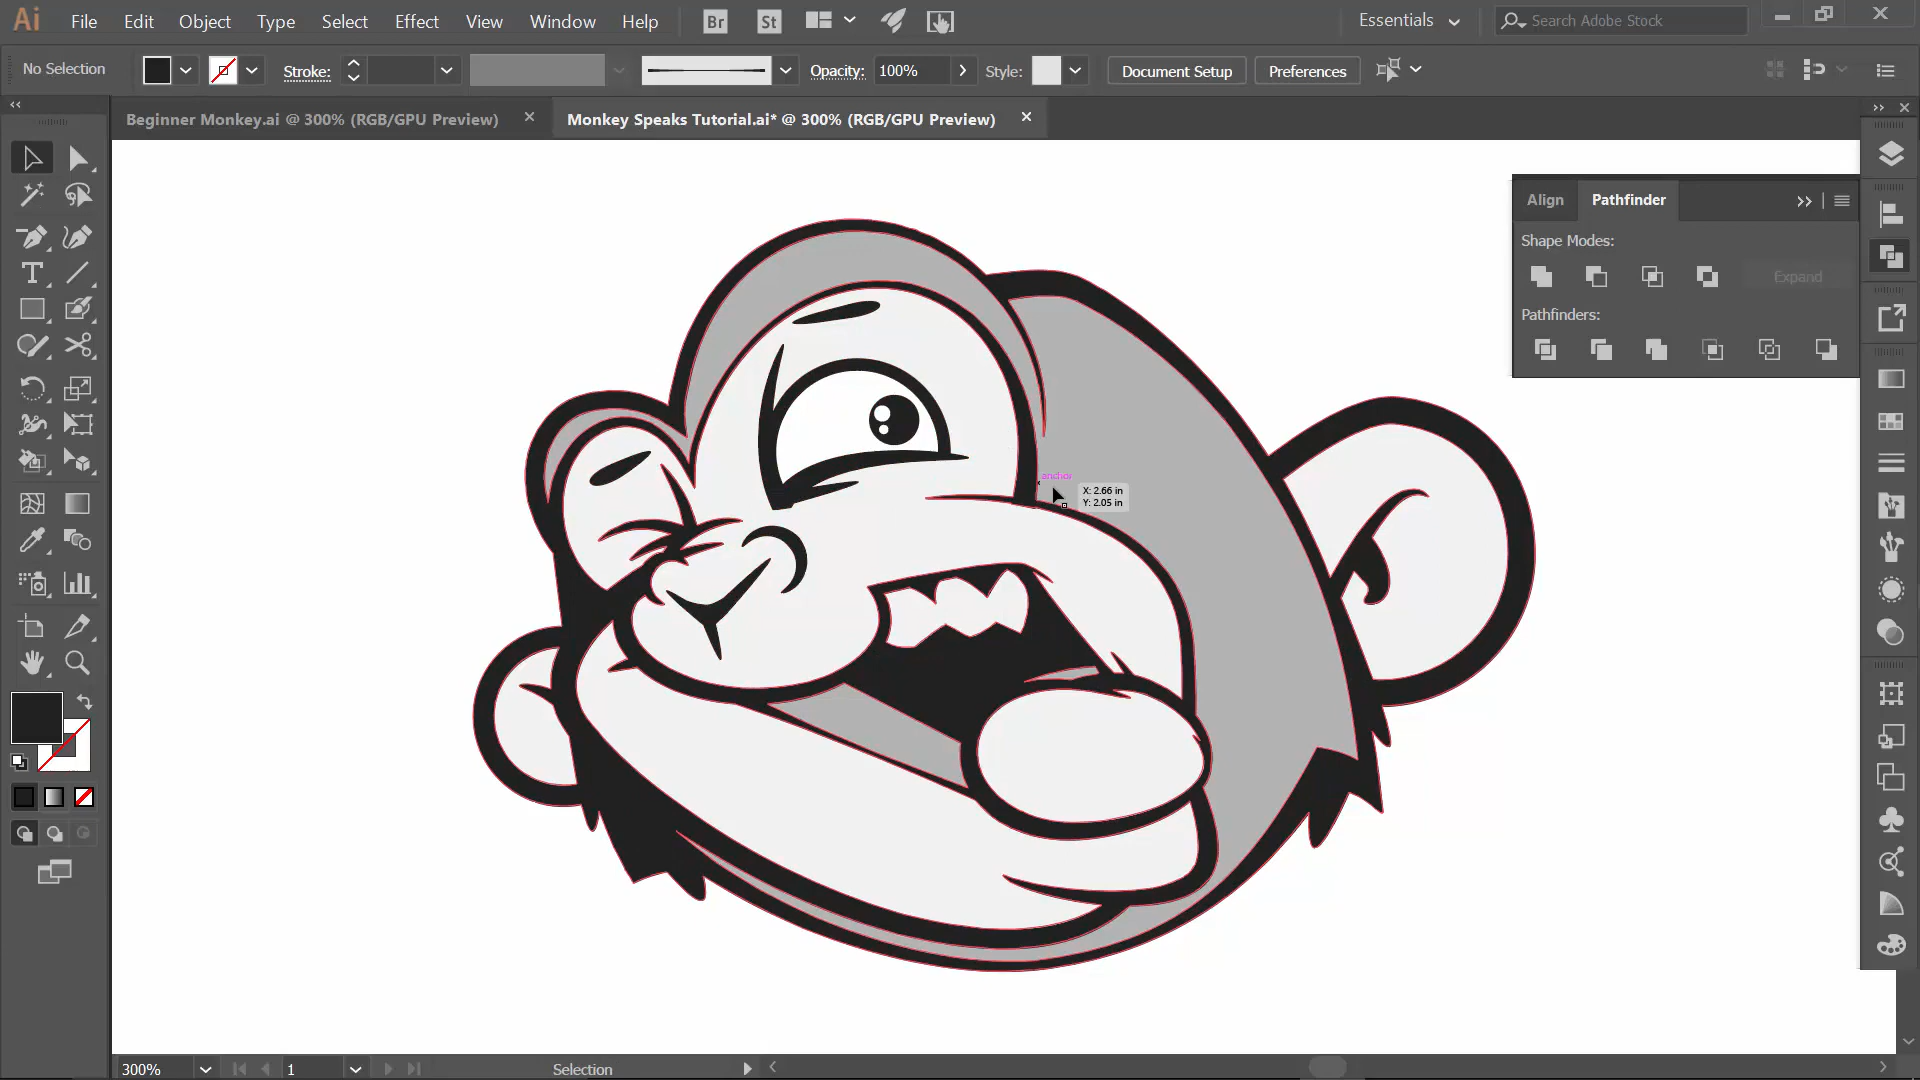 Ai File Edit Object Type Select Effect View Window Help Br St Essentials Search Adobe Stock
No Selection Stroke: Opacity: 100% Style: Document Setup Preferences
Beginner Monkey.ai @ 300% (RGB/GPU Preview) Monkey Speaks Tutorial.ai* @ 300% (RGB/GPU Preview)
Align Pathfinder
Shape Modes:
Expand
Pathfinders:
anchor
X: 2.66 in
Y: 2.05 in
300% 1 Selection